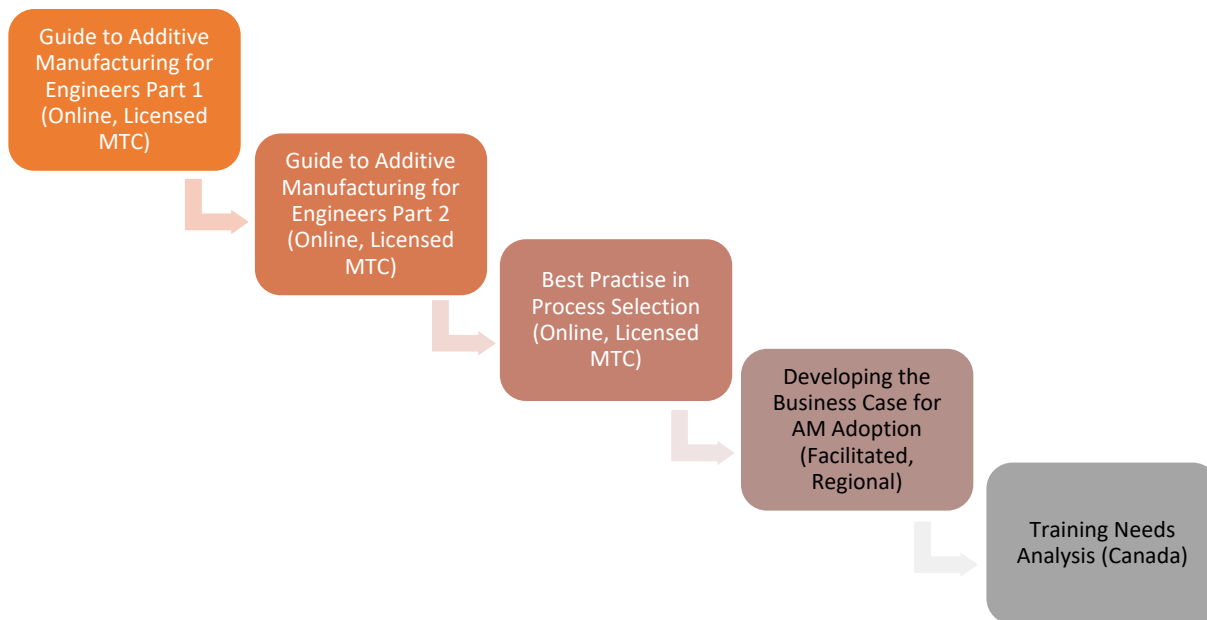 Guide to Additive
Manufacturing for
Engineers Part 1
(Online, Licensed
MTC)
Guide to Additive
Manufacturing for
Engineers Part 2
(Online, Licensed
MTC)
Best Practise in
Process Selection
(Online, Licensed
MTC)
Developing the
Business Case for
AM Adoption
(Facilitated,
Regional)
Training Needs
Analysis (Canada)